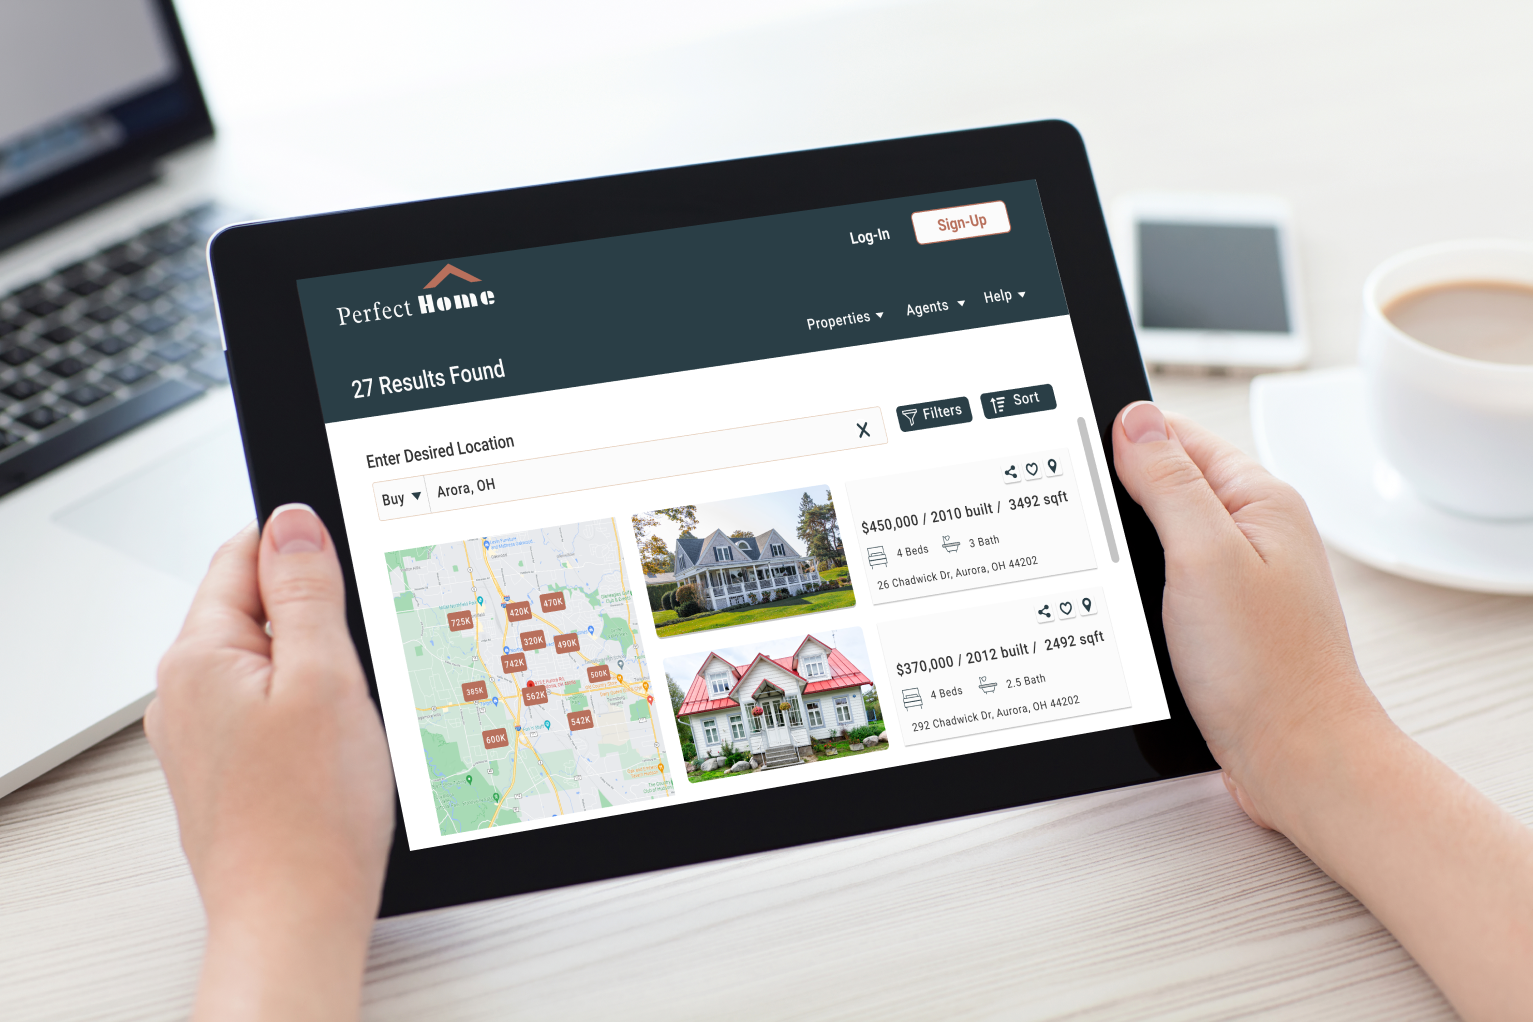 Log-In
Sign-Up
Perfect Home
Properties
Agents
Help
27 Results Found
Enter Desired Location
Filters
Sort
Buy
Arora, OH
X
$450,000 / 2010 built / 3492 sqft
4 Beds
3 Bath
26 Chadwick Dr, Aurora, OH 44202
$370,000 / 2012 built / 2492 sqft
4 Beds
2.5 Bath
292 Chadwick Dr, Aurora, OH 44202
725K
420K
470K
320K
490K
742K
385K
562K
500K
542K
600K